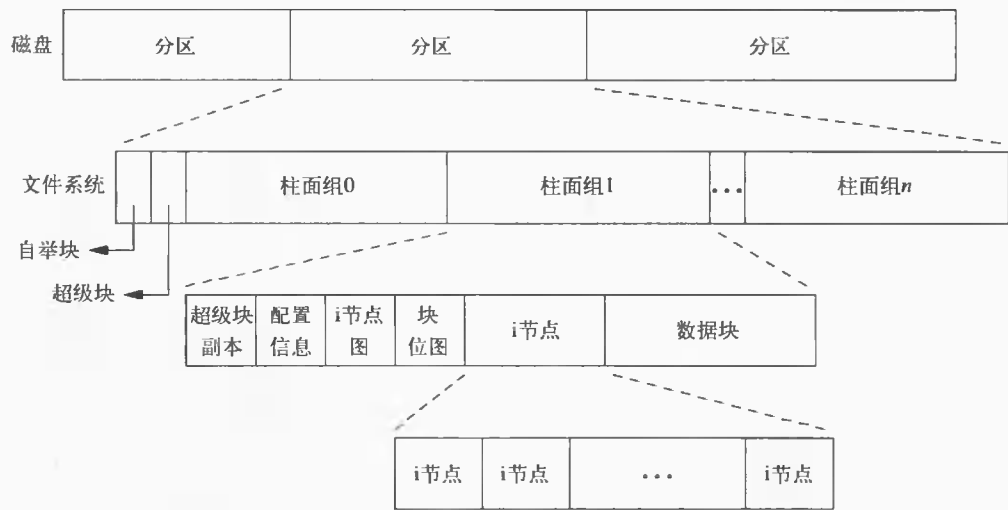 磁盘
分区
分区
分区
文件系统
柱面组0
柱面组1
•••
柱面组n
自举块
超级块
超级块
副本
配置
信息
i节点
图
块
位图
i节点
数据块
i节点
i节点
•••
i节点